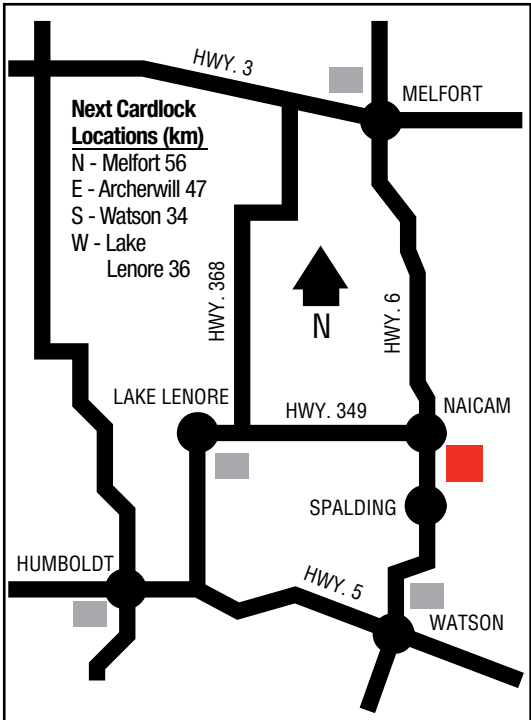 HWY. 3
MELFORT
Next Cardlock
Locations (km)
N - Melfort 56
E - Archerwill 47
S - Watson 34
W - Lake
Lenore 36
HWY. 368
N
HWY. 6
LAKE LENORE
HWY. 349
NAICAM
SPALDING
HUMBOLDT
HWY. 5
WATSON